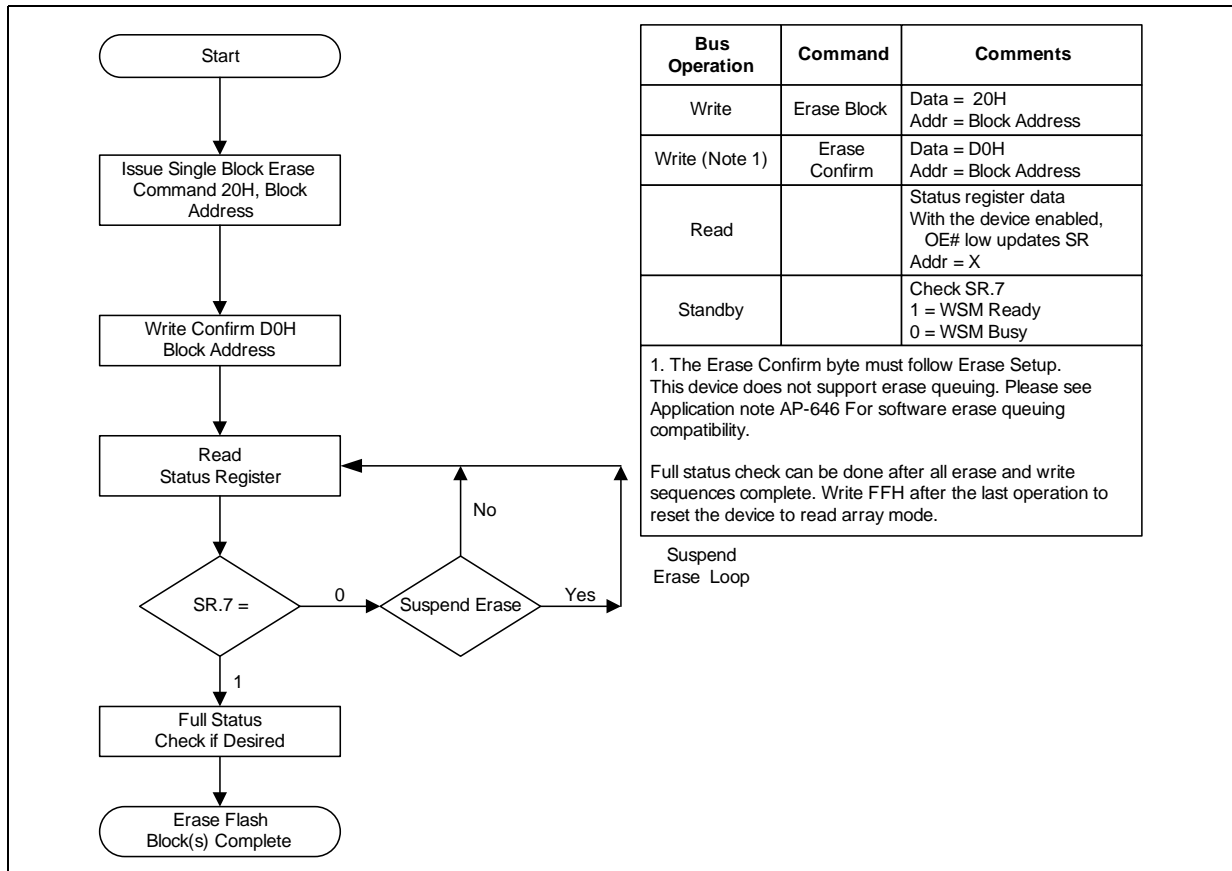 Start
Issue Single Block Erase
Command 20H, Block
Address
Write Confirm D0H
Block Address
Read
Status Register
No
SR.7 =
0
Suspend Erase
Yes
Suspend
Erase Loop
1
Full Status
Check if Desired
Erase Flash
Block(s) Complete
Bus
Operation
Command
Comments
Write
Erase Block
Data = 20H
Addr = Block Address
Write (Note 1)
Erase
Confirm
Data = D0H
Addr = Block Address
Read
Status register data
With the device enabled,
OE# low updates SR
Addr = X
Standby
Check SR.7
1 = WSM Ready
0 = WSM Busy
1. The Erase Confirm byte must follow Erase Setup.
This device does not support erase queuing. Please see
Application note AP-646 For software erase queuing
compatibility.
Full status check can be done after all erase and write
sequences complete. Write FFH after the last operation to
reset the device to read array mode.